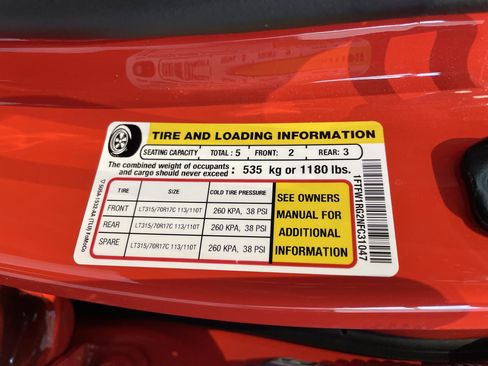 TIRE AND LOADING INFORMATION
SEATING CAPACITY TOTAL: 5 FRONT: 2 REAR: 3
The combined weight of occupants
and cargo should never exceed : 535 kg or 1180 lbs.
TIRE SIZE COLD TIRE PRESSURE
FRONT LT315/70R17C 113/110T 260 KPA, 38 PSI
REAR LT315/70R17C 113/110T 260 KPA, 38 PSI
SPARE LT315/70R17C 113/110T 260 KPA, 38 PSI
SEE OWNERS
MANUAL FOR
ADDITIONAL
INFORMATION
1FTFW1RG2NFC31047